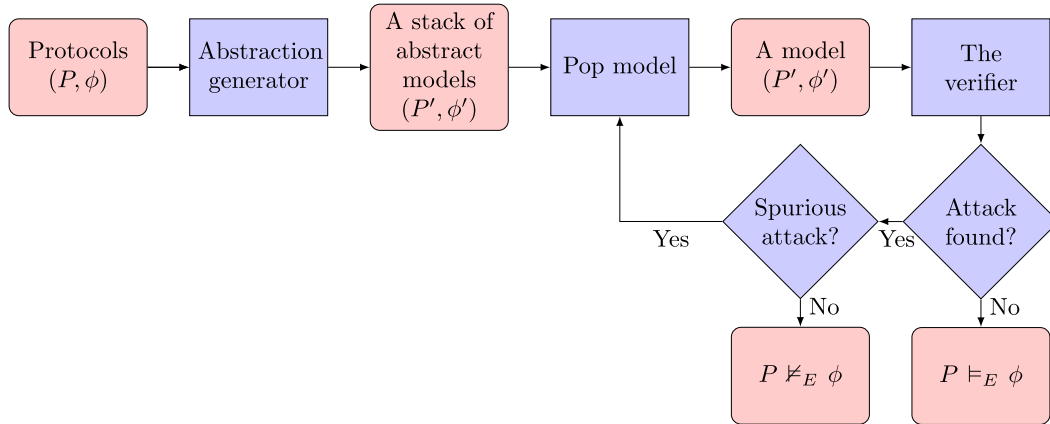 Protocols
(P, ϕ)
Abstraction
generator
A stack of
abstract
models
(P′, ϕ′)
Pop model
A model
(P′, ϕ′)
The
verifier
Attack
found?
Yes
Spurious
attack?
Yes
No
No
P ⊭_E ϕ
P ⊨_E ϕ